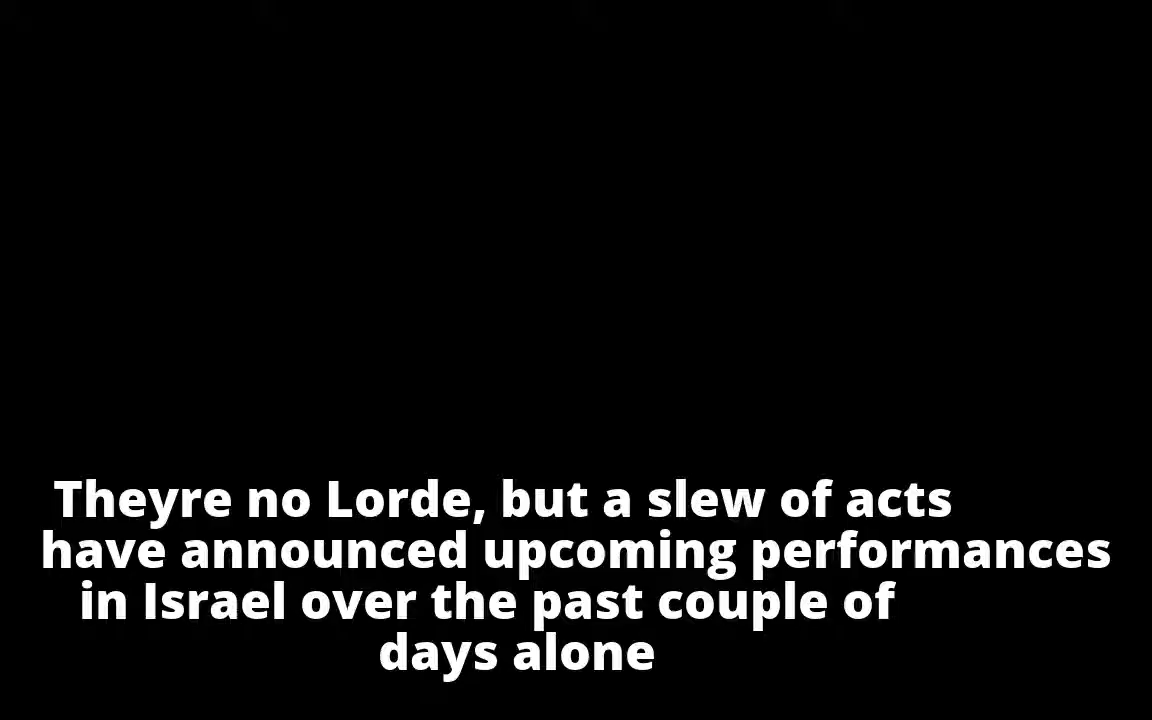 Theyre no Lorde, but a slew of acts
have announced upcoming performances
in Israel over the past couple of
days alone